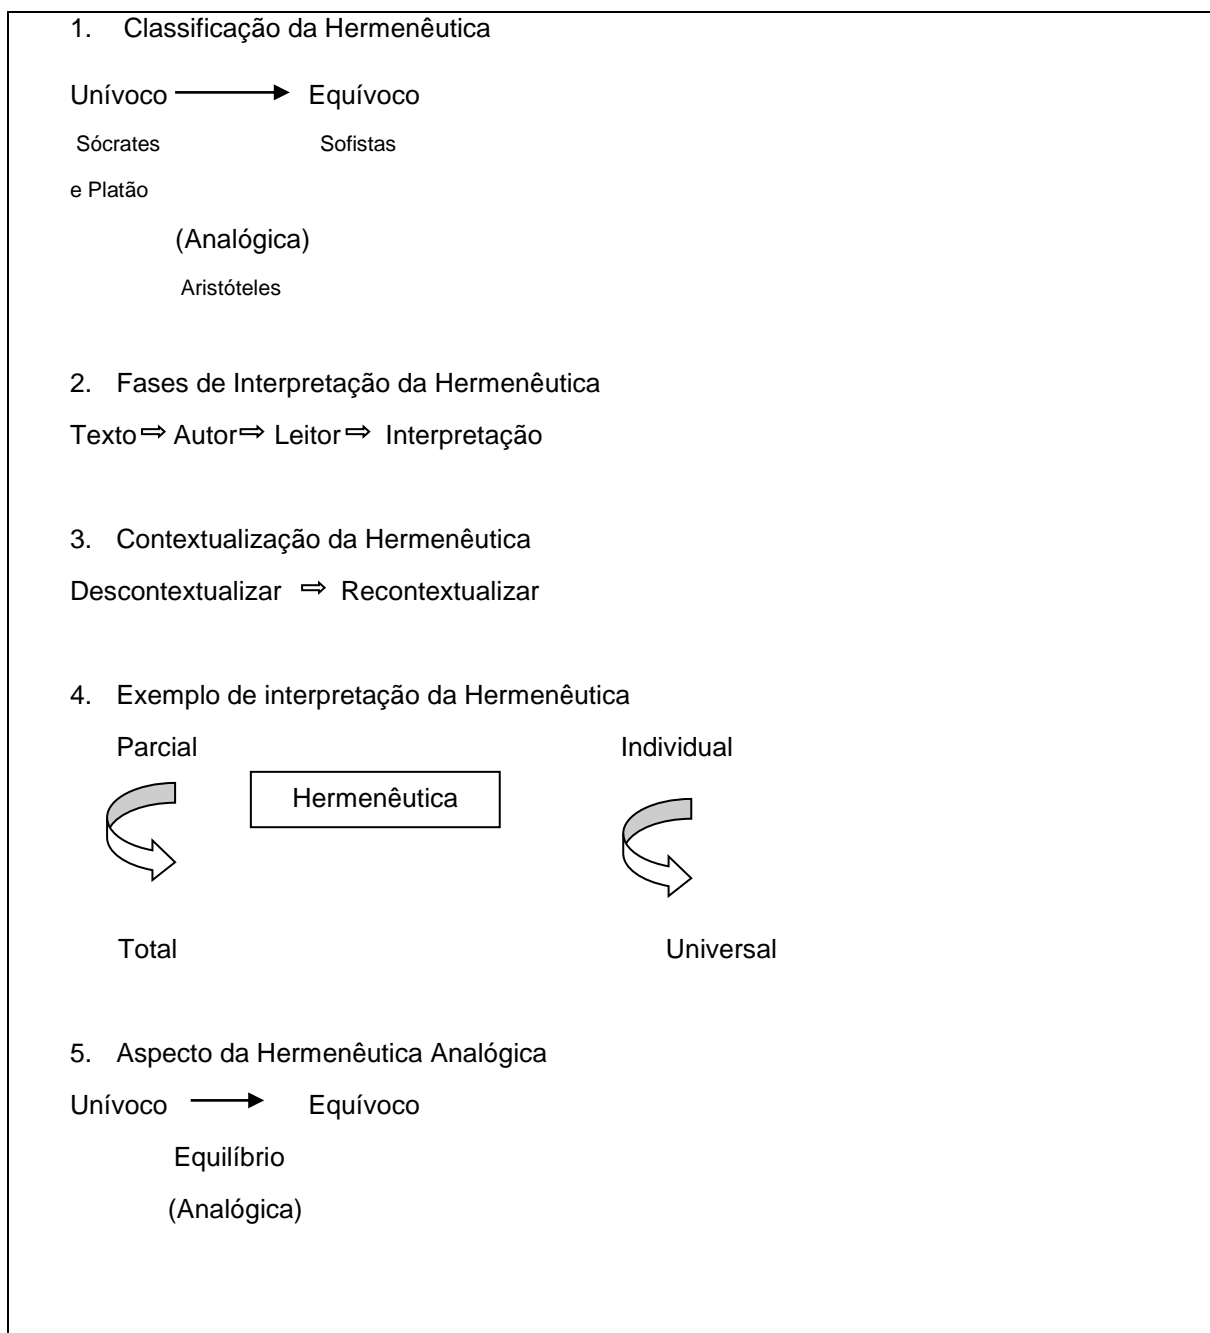 1. Classificação da Hermenêutica
Unívoco Equívoco
Sócrates Sofistas
e Platão
(Analógica)
Aristóteles
2. Fases de Interpretação da Hermenêutica
Texto⇨ Autor⇨ Leitor⇨ Interpretação
3. Contextualização da Hermenêutica
Descontextualizar ⇨ Recontextualizar
4. Exemplo de interpretação da Hermenêutica
Parcial Individual
Hermenêutica
Total Universal
5. Aspecto da Hermenêutica Analógica
Unívoco Equívoco
Equilíbrio
(Analógica)